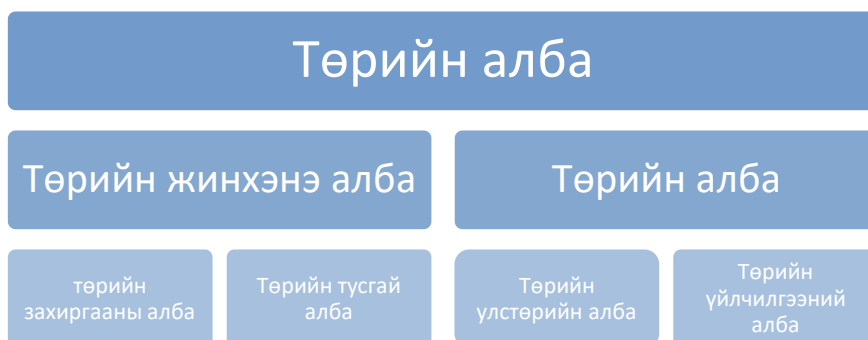 Төрийн алба
Төрийн жинхэнэ алба
Төрийн алба
төрийн
захиргааны алба
Төрийн тусгай
алба
Төрийн
улстөрийн алба
Төрийн
үйлчилгээний
алба